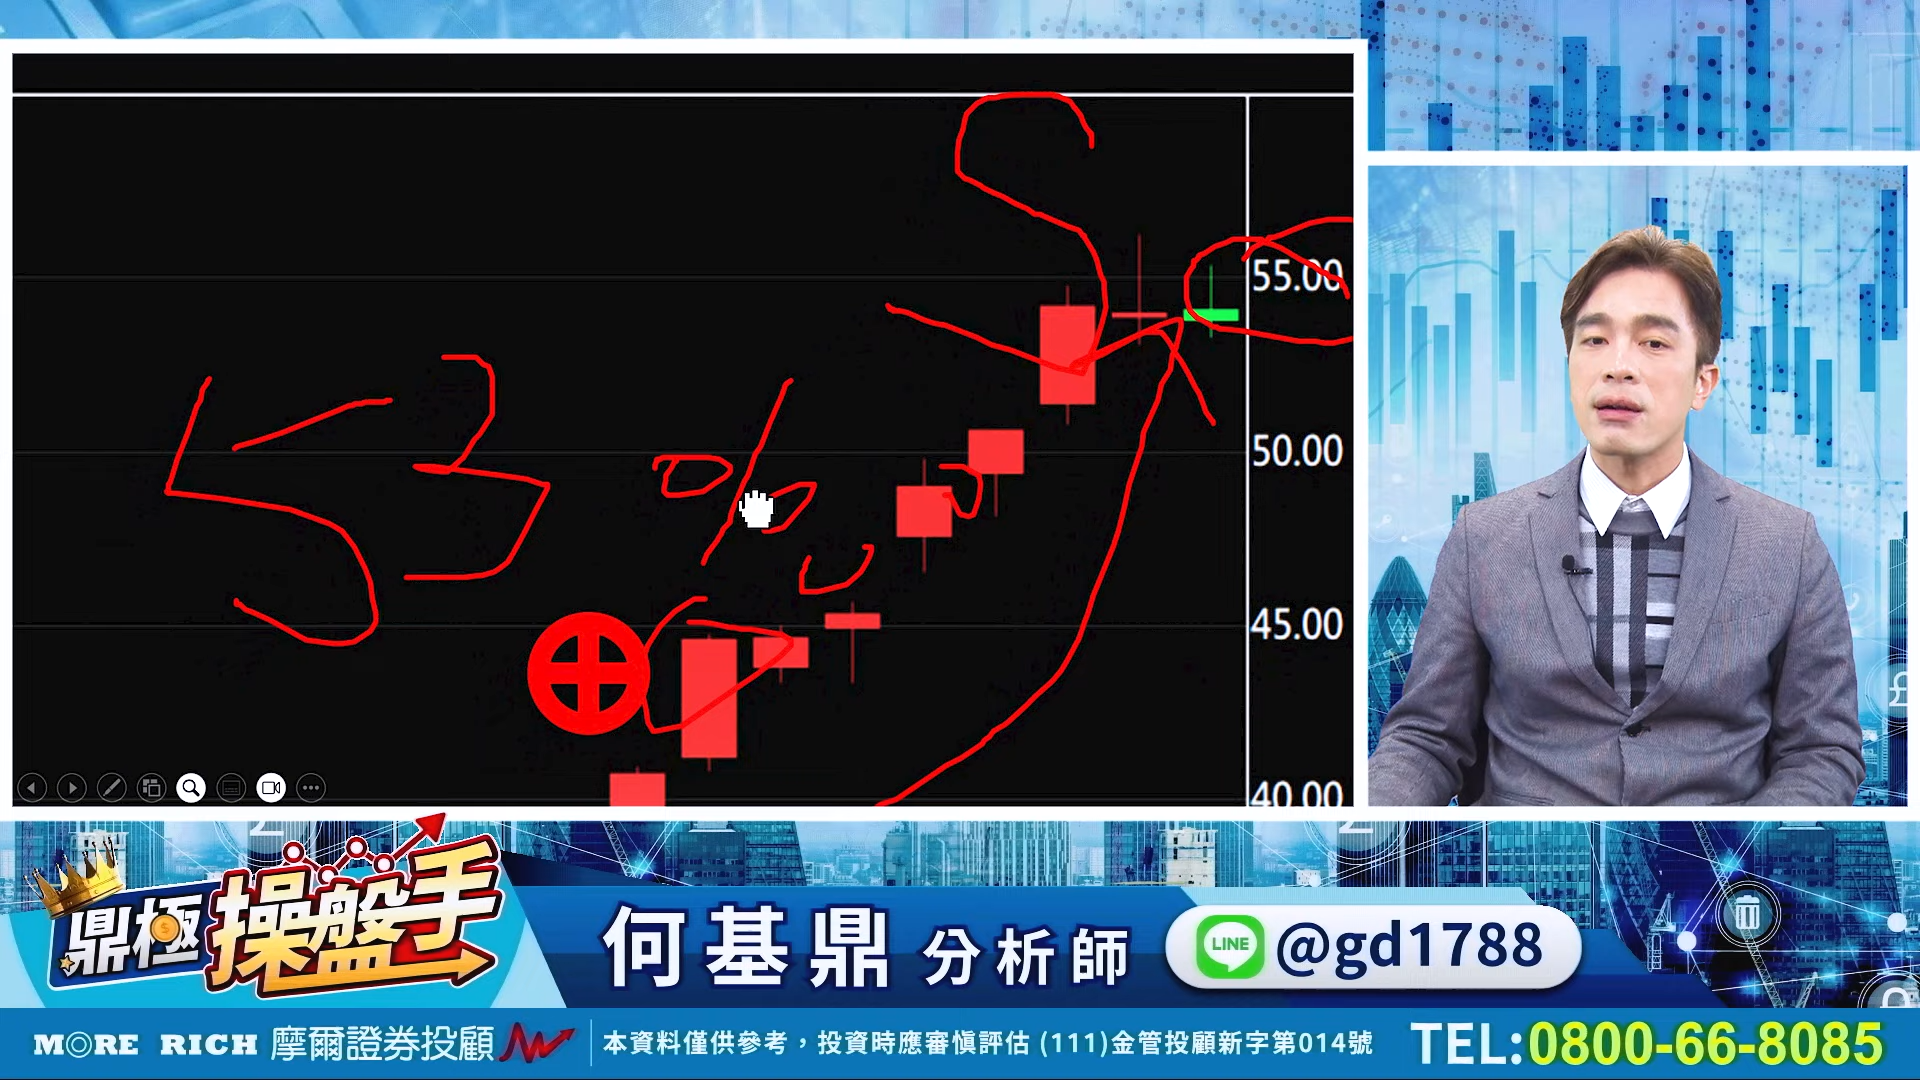 55.00
50.00
45.00
40.00
53%
鼎極操盤手
何基鼎 分析師
LINE @gd1788
MORE RICH 摩爾證券投顧
本資料僅供參考，投資時應審慎評估 (111)金管投顧新字第014號
TEL:0800-66-8085